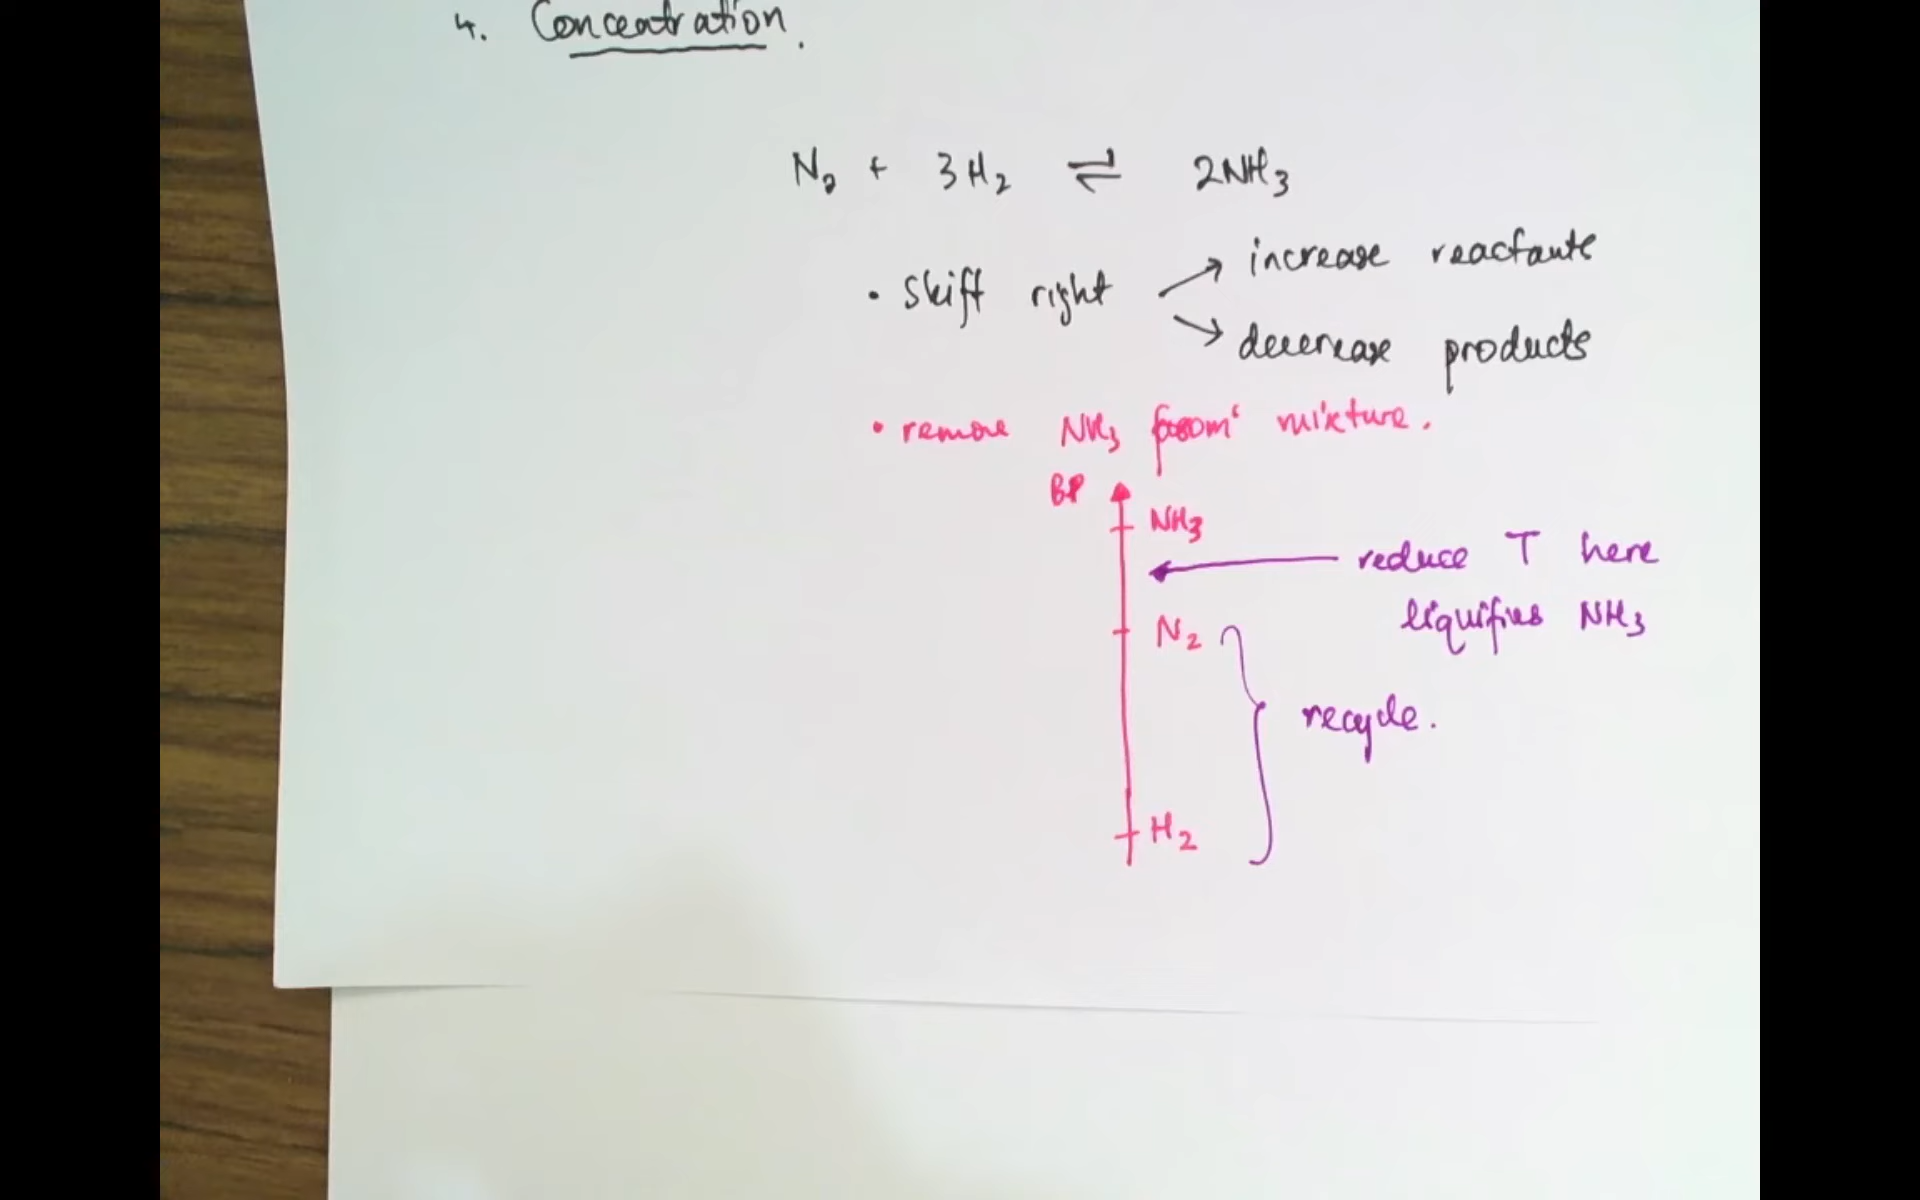 4. Concentration.
N₂ + 3H₂ ⇌ 2NH₃
• shift right → increase reactants
→ decrease products
• remove NH₃ from mixture.
BP
NH₃
reduce T here
liquifies NH₃
N₂
recycle.
H₂